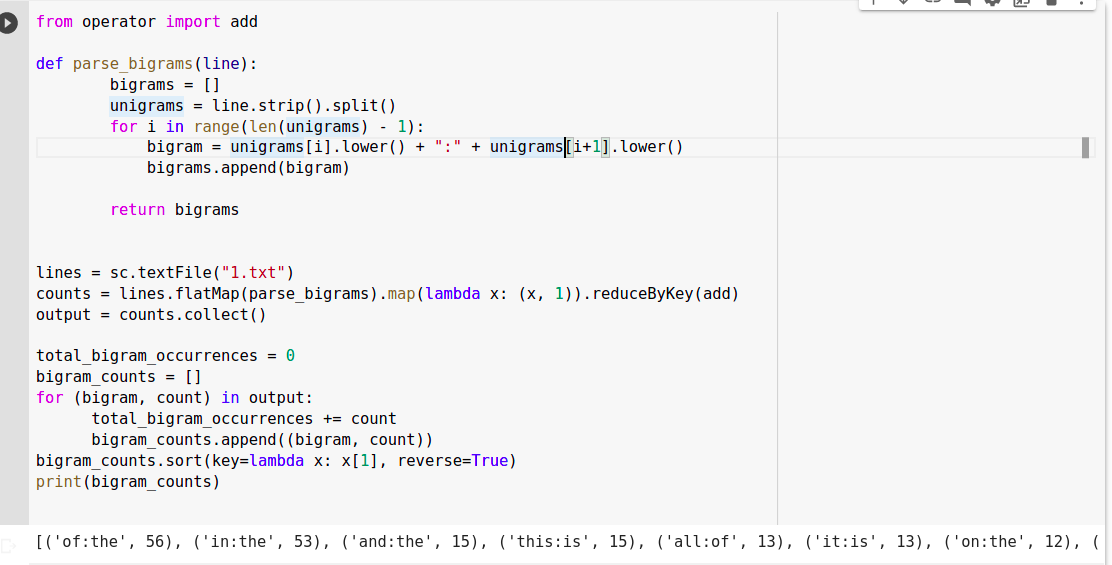 from operator import add
def parse_bigrams(line):
bigrams = []
unigrams = line.strip().split()
for i in range(len(unigrams) - 1):
bigram = unigrams[i].lower() + ":" + unigrams[i+1].lower()
bigrams.append(bigram)
return bigrams
lines = sc.textFile("1.txt")
counts = lines.flatMap(parse_bigrams).map(lambda x: (x, 1)).reduceByKey(add)
output = counts.collect()
total_bigram_occurrences = 0
bigram_counts = []
for (bigram, count) in output:
total_bigram_occurrences += count
bigram_counts.append((bigram, count))
bigram_counts.sort(key=lambda x: x[1], reverse=True)
print(bigram_counts)
[('of:the', 56), ('in:the', 53), ('and:the', 15), ('this:is', 15), ('all:of', 13), ('it:is', 13), ('on:the', 12), (